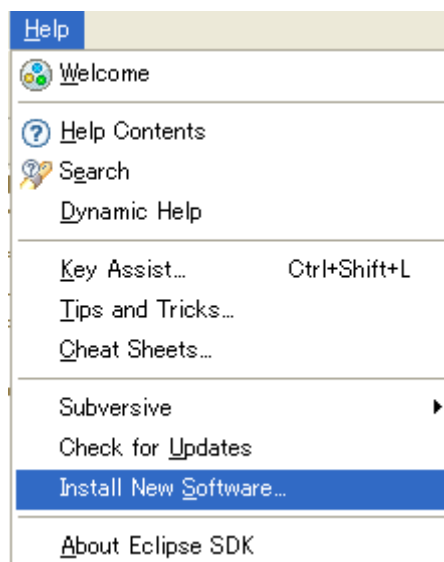 Help
Welcome
Help Contents
Search
Dynamic Help
Key Assist... Ctrl+Shift+L
Tips and Tricks...
Cheat Sheets...
Subversive
Check for Updates
Install New Software...
About Eclipse SDK